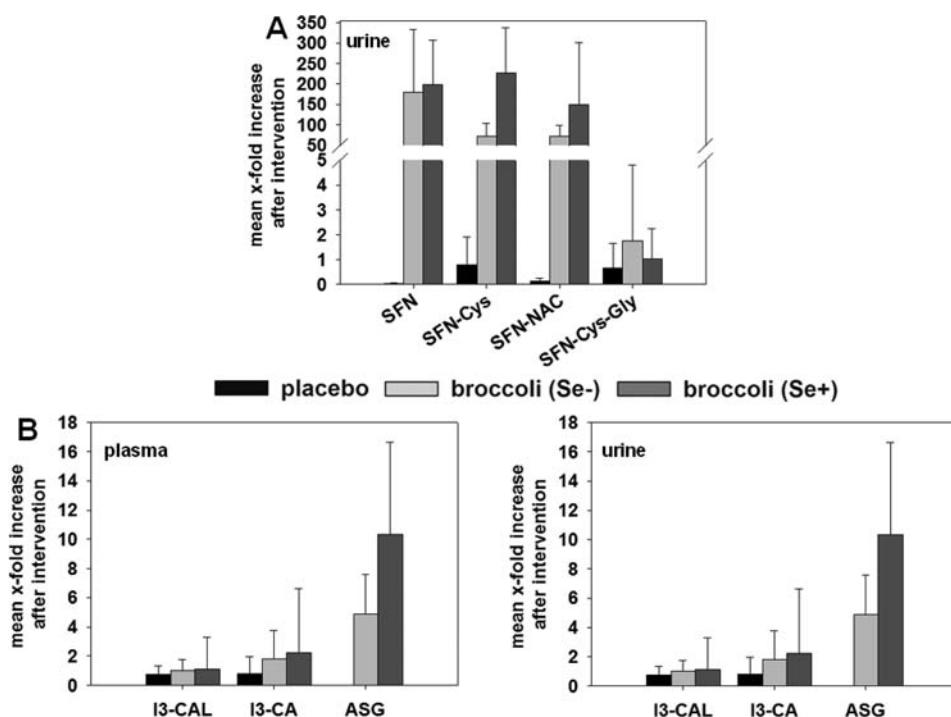 A
urine
mean x-fold increase
after intervention
350
300
250
200
150
100
50
5
4
3
2
1
0
SFN
SFN-Cys
SFN-NAC
SFN-Cys-Gly
placebo
broccoli (Se-)
broccoli (Se+)
B
plasma
mean x-fold increase
after intervention
18
16
14
12
10
8
6
4
2
0
I3-CAL
I3-CA
ASG
urine
mean x-fold increase
after intervention
18
16
14
12
10
8
6
4
2
0
I3-CAL
I3-CA
ASG